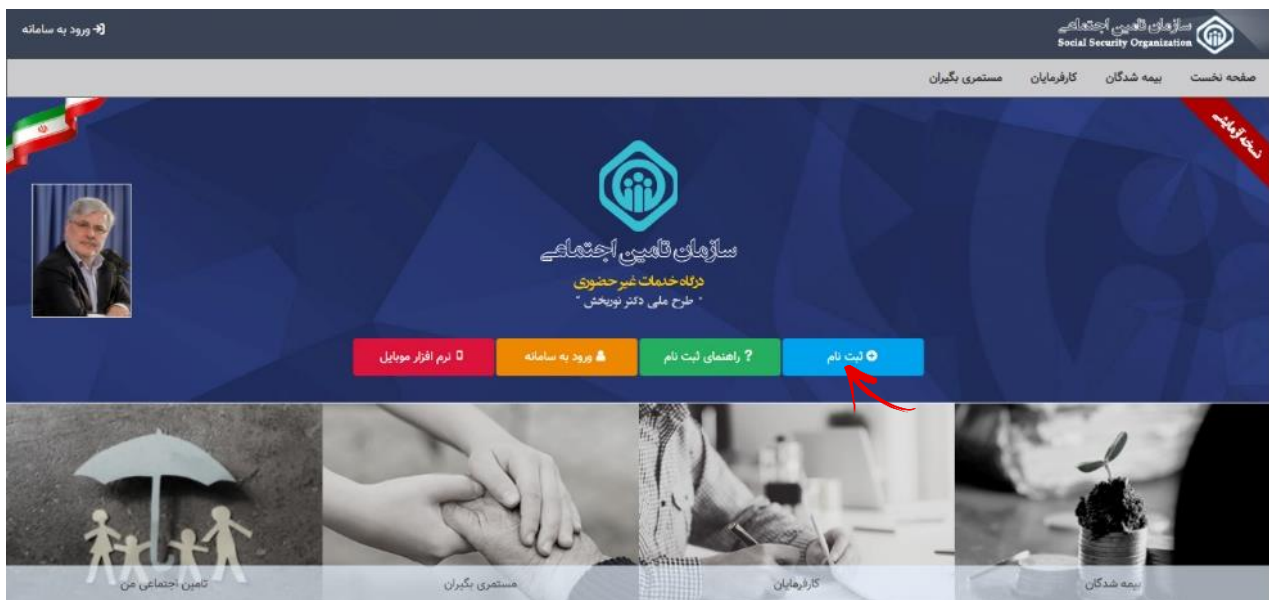 سازمان تامین اجتماعی
Social Security Organization
ورود به سامانه
صفحه نخست
بیمه شدگان
کارفرمایان
مستمری بگیران
نسخه آزمایشی
سازمان تامین اجتماعی
درگاه خدمات غیر حضوری
" طرح ملی دکتر نوربخش "
ثبت نام
? راهنمای ثبت نام
ورود به سامانه
نرم افزار موبایل
بیمه شدگان
کارفرمایان
مستمری بگیران
تامین اجتماعی من